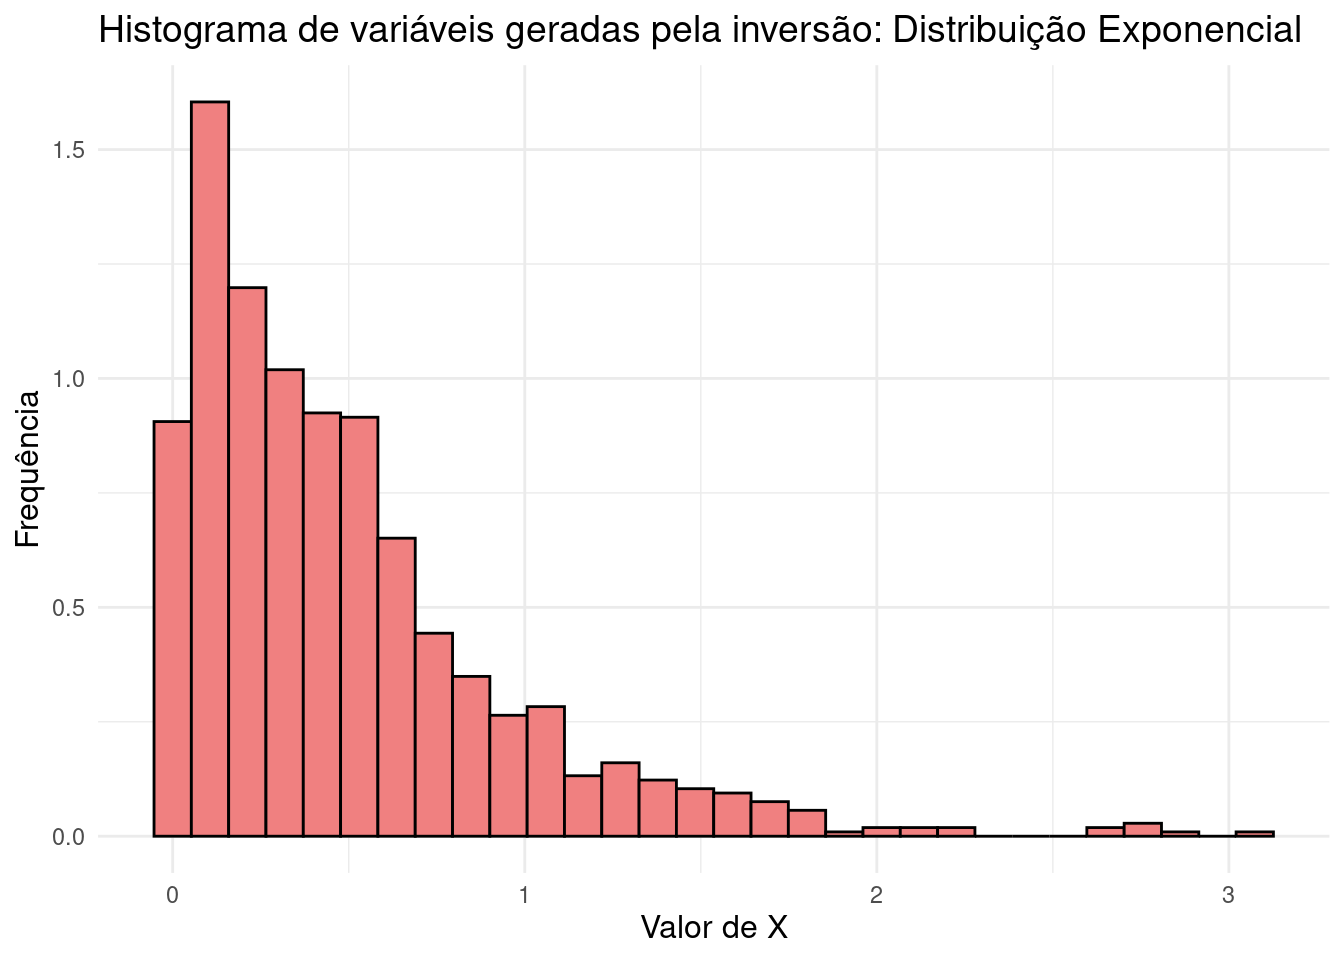 Histograma de variáveis geradas pela inversão: Distribuição Exponencial
Frequência
1.5
1.0
0.5
0.0
0 1 2 3
Valor de X